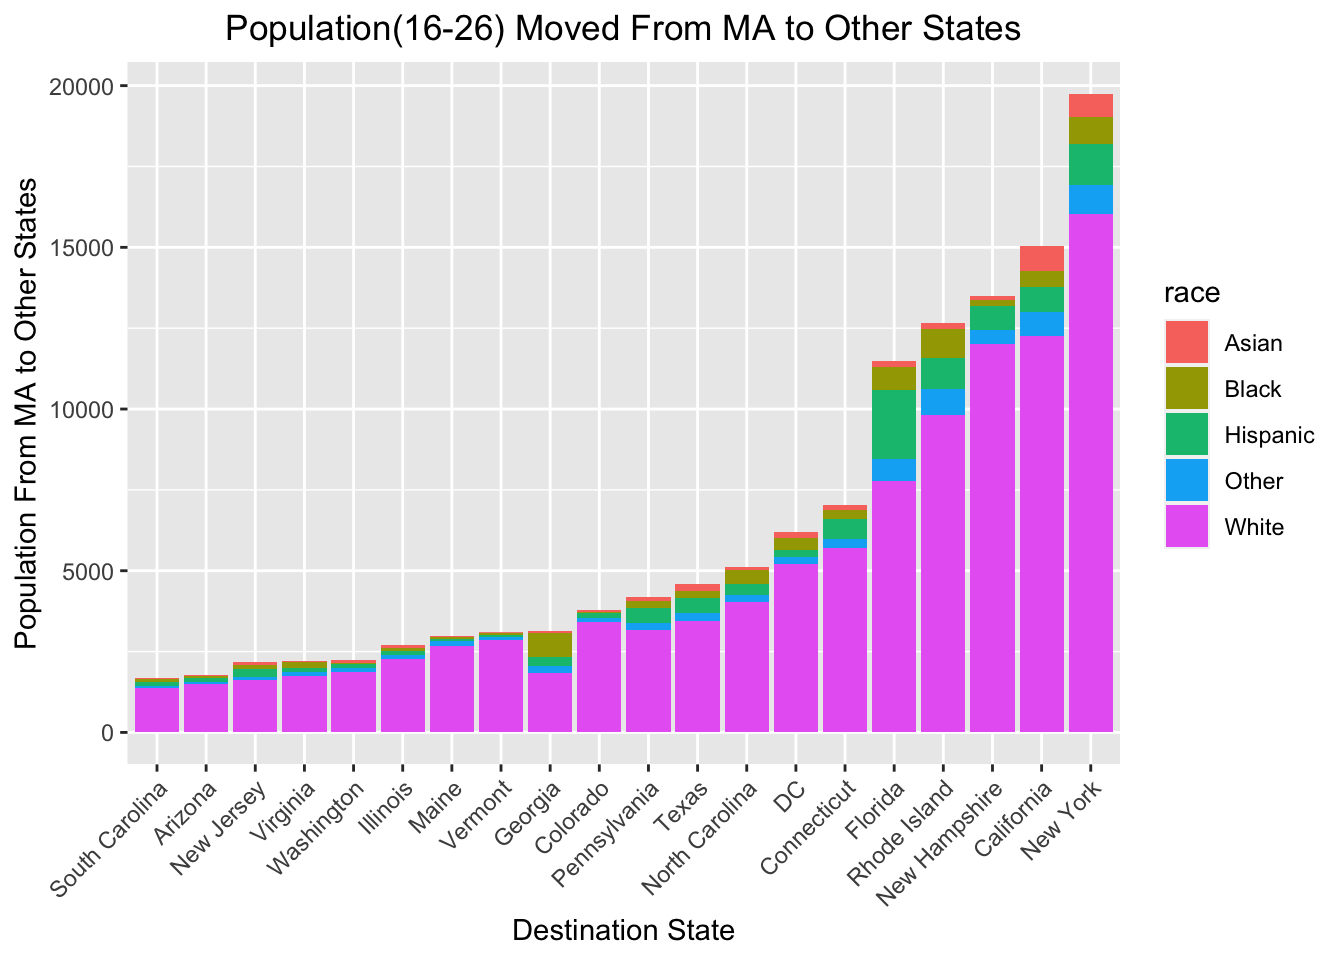 Population(16-26) Moved From MA to Other States
Population From MA to Other States
20000
15000
10000
5000
0
South Carolina
Arizona
New Jersey
Virginia
Washington
Illinois
Maine
Vermont
Georgia
Colorado
Pennsylvania
Texas
North Carolina
DC
Connecticut
Florida
Rhode Island
New Hampshire
California
New York
Destination State
race
Asian
Black
Hispanic
Other
White